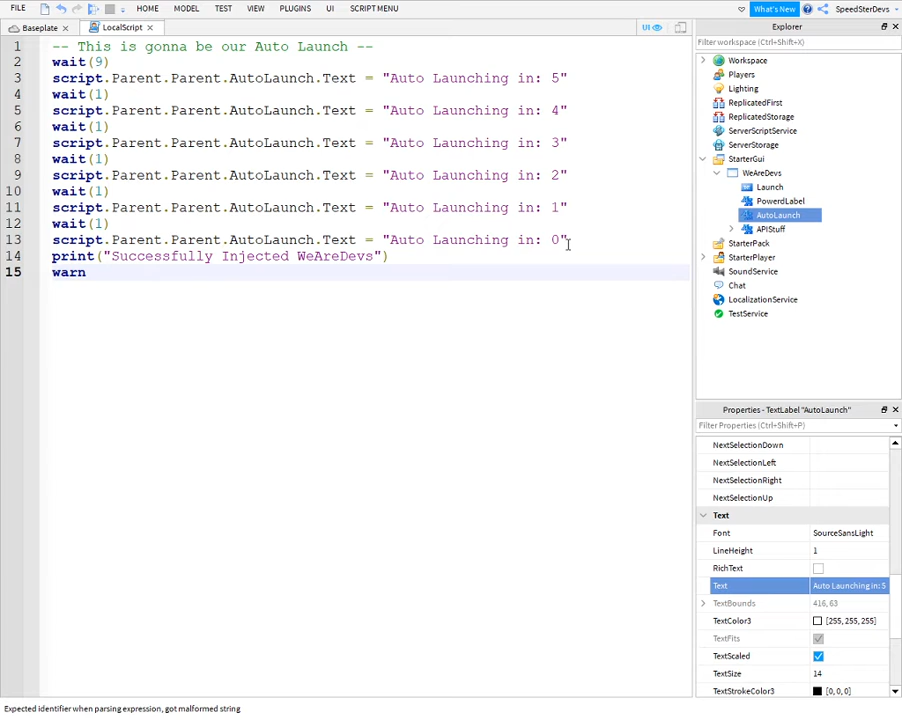 FILE HOME MODEL TEST VIEW PLUGINS UI SCRIPT MENU What's New SpeedSterDevs
Baseplate LocalScript UI
1 -- This is gonna be our Auto Launch --
2 wait(9)
3 script.Parent.Parent.AutoLaunch.Text = "Auto Launching in: 5"
4 wait(1)
5 script.Parent.Parent.AutoLaunch.Text = "Auto Launching in: 4"
6 wait(1)
7 script.Parent.Parent.AutoLaunch.Text = "Auto Launching in: 3"
8 wait(1)
9 script.Parent.Parent.AutoLaunch.Text = "Auto Launching in: 2"
10 wait(1)
11 script.Parent.Parent.AutoLaunch.Text = "Auto Launching in: 1"
12 wait(1)
13 script.Parent.Parent.AutoLaunch.Text = "Auto Launching in: 0"
14 print("Successfully Injected WeAreDevs")
15 warn
Explorer
Filter workspace (Ctrl+Shift+X)
Workspace
Players
Lighting
ReplicatedFirst
ReplicatedStorage
ServerScriptService
ServerStorage
StarterGui
WeAreDevs
Launch
PowerdLabel
AutoLaunch
APIStuff
StarterPack
StarterPlayer
SoundService
Chat
LocalizationService
TestService
Properties - TextLabel "AutoLaunch"
Filter Properties (Ctrl+Shift+P)
NextSelectionDown
NextSelectionLeft
NextSelectionRight
NextSelectionUp
Text
Font SourceSansLight
LineHeight 1
RichText
Text Auto Launching in: 5
TextBounds 416, 63
TextColor3 [255, 255, 255]
TextFits
TextScaled
TextSize 14
TextStrokeColor3 [0, 0, 0]
Expected identifier when parsing expression, got malformed string